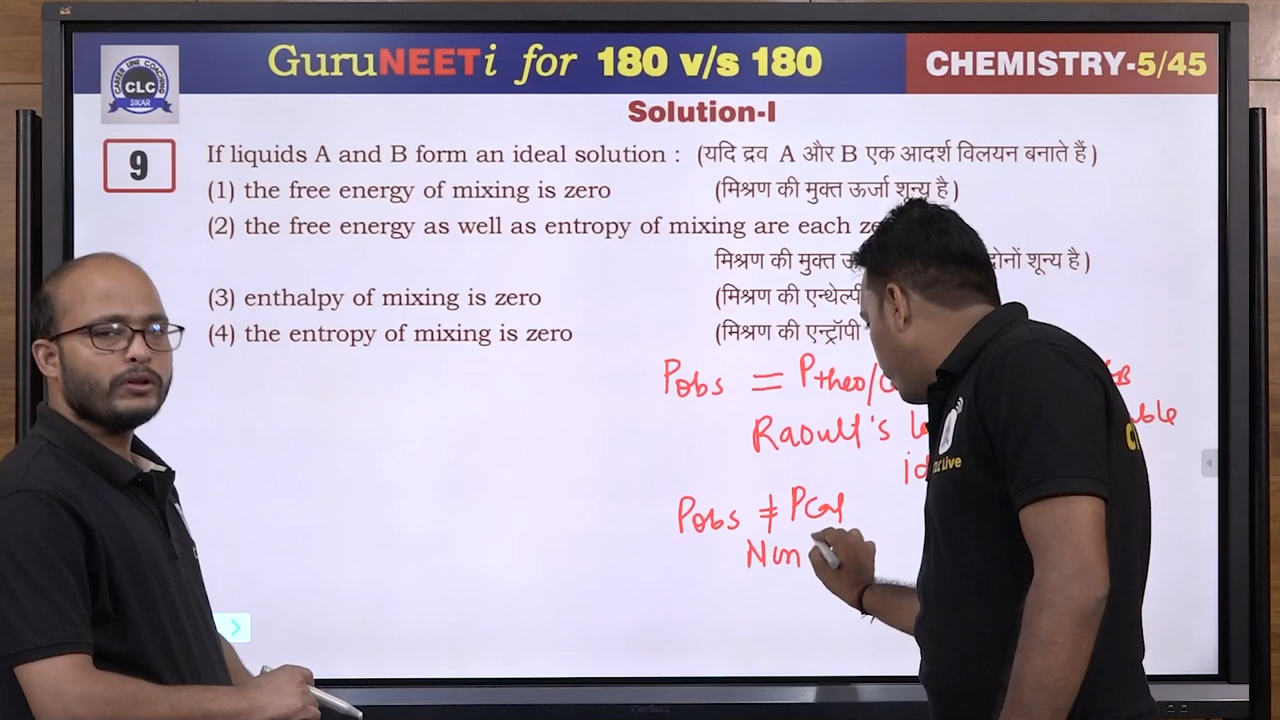 GuruNEETi for 180 v/s 180
CHEMISTRY-5/45
CAREER LINE COACHING
CLC
SIKAR
Solution-I
9
If liquids A and B form an ideal solution : (यदि द्रव A और B एक आदर्श विलयन बनाते हैं)
(1) the free energy of mixing is zero (मिश्रण की मुक्त ऊर्जा शून्य है)
(2) the free energy as well as entropy of mixing are each
मिश्रण की मुक्त दोनों शून्य है)
(3) enthalpy of mixing is zero (मिश्रण की एन्थेल्पी
(4) the entropy of mixing is zero (मिश्रण की एन्ट्रॉपी
Pobs = Ptheo/
Raoult's
Pobs ≠ PCal
Non
Live